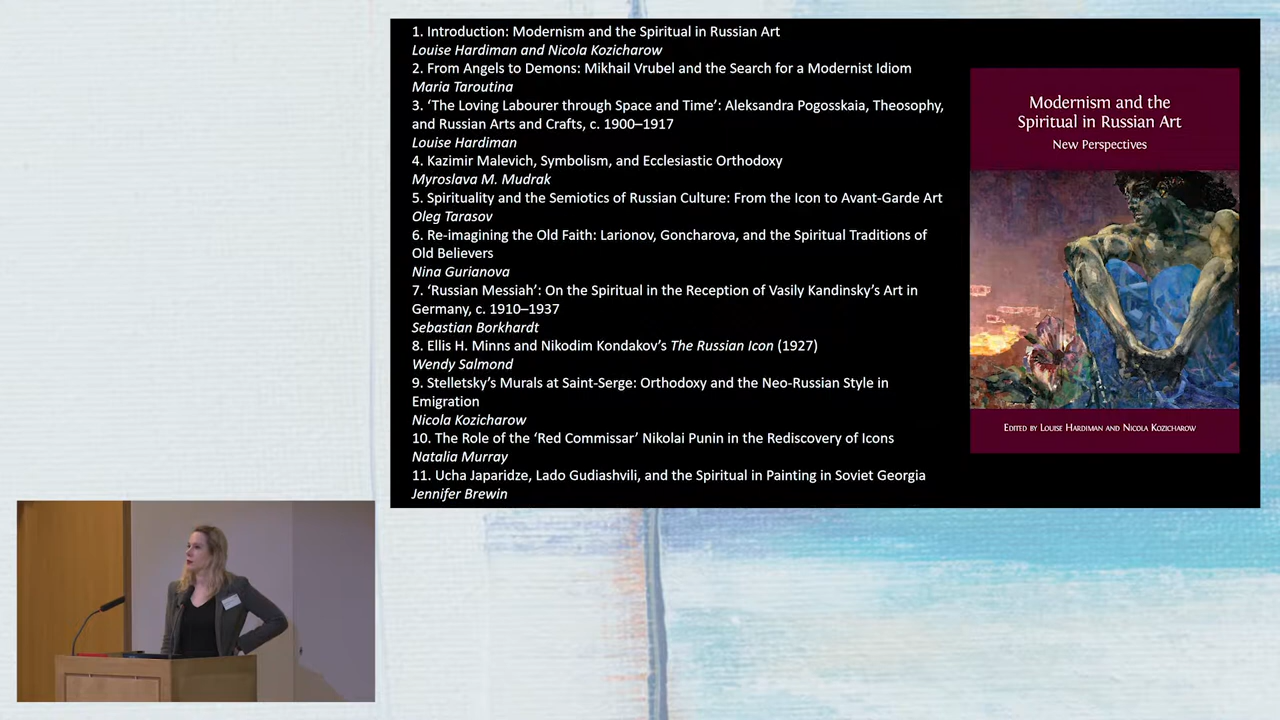 1. Introduction: Modernism and the Spiritual in Russian Art
Louise Hardiman and Nicola Kozicharow
2. From Angels to Demons: Mikhail Vrubel and the Search for a Modernist Idiom
Maria Taroutina
3. ‘The Loving Labourer through Space and Time’: Aleksandra Pogosskaia, Theosophy,
and Russian Arts and Crafts, c. 1900–1917
Louise Hardiman
4. Kazimir Malevich, Symbolism, and Ecclesiastic Orthodoxy
Myroslava M. Mudrak
5. Spirituality and the Semiotics of Russian Culture: From the Icon to Avant-Garde Art
Oleg Tarasov
6. Re-imagining the Old Faith: Larionov, Goncharova, and the Spiritual Traditions of
Old Believers
Nina Gurianova
7. ‘Russian Messiah’: On the Spiritual in the Reception of Vasily Kandinsky’s Art in
Germany, c. 1910–1937
Sebastian Borkhardt
8. Ellis H. Minns and Nikodim Kondakov’s The Russian Icon (1927)
Wendy Salmond
9. Stelletsky’s Murals at Saint-Serge: Orthodoxy and the Neo-Russian Style in
Emigration
Nicola Kozicharow
10. The Role of the ‘Red Commissar’ Nikolai Punin in the Rediscovery of Icons
Natalia Murray
11. Ucha Japaridze, Lado Gudiashvili, and the Spiritual in Painting in Soviet Georgia
Jennifer Brewin
Modernism and the
Spiritual in Russian Art
New Perspectives
Edited by Louise Hardiman and Nicola Kozicharow